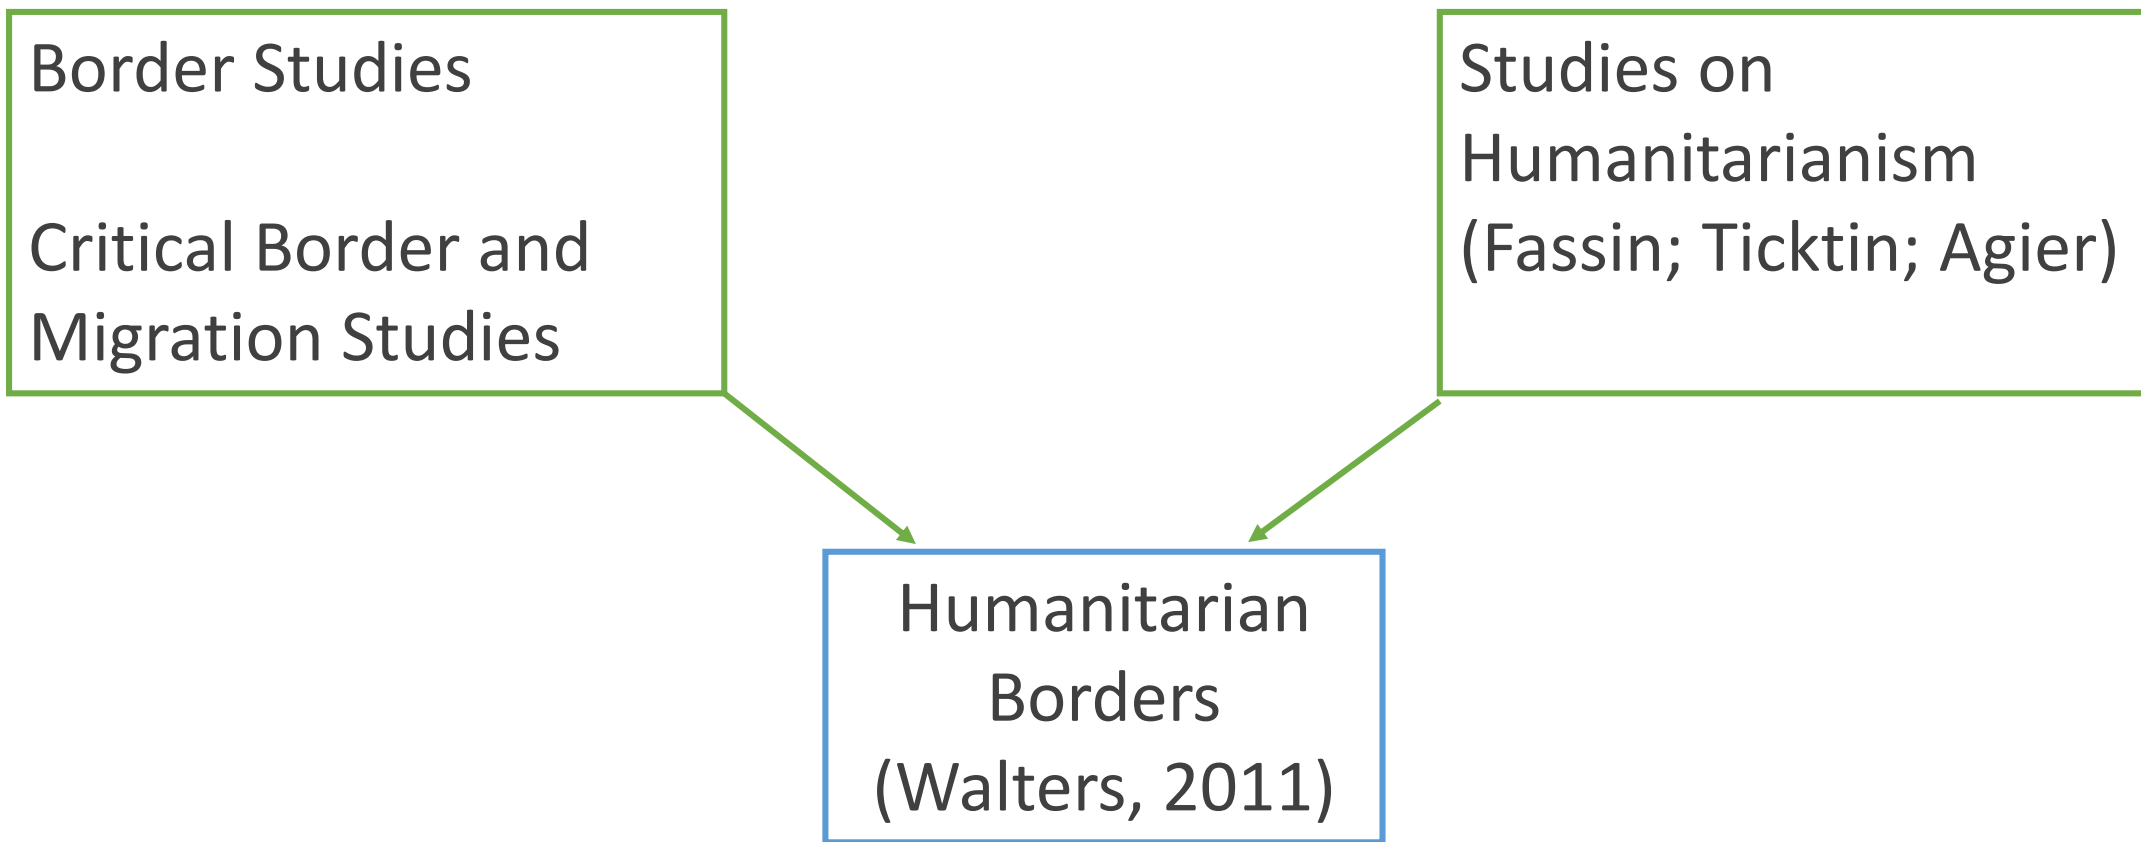 Border Studies
Critical Border and
Migration Studies
Studies on
Humanitarianism
(Fassin; Ticktin; Agier)
Humanitarian
Borders
(Walters, 2011)